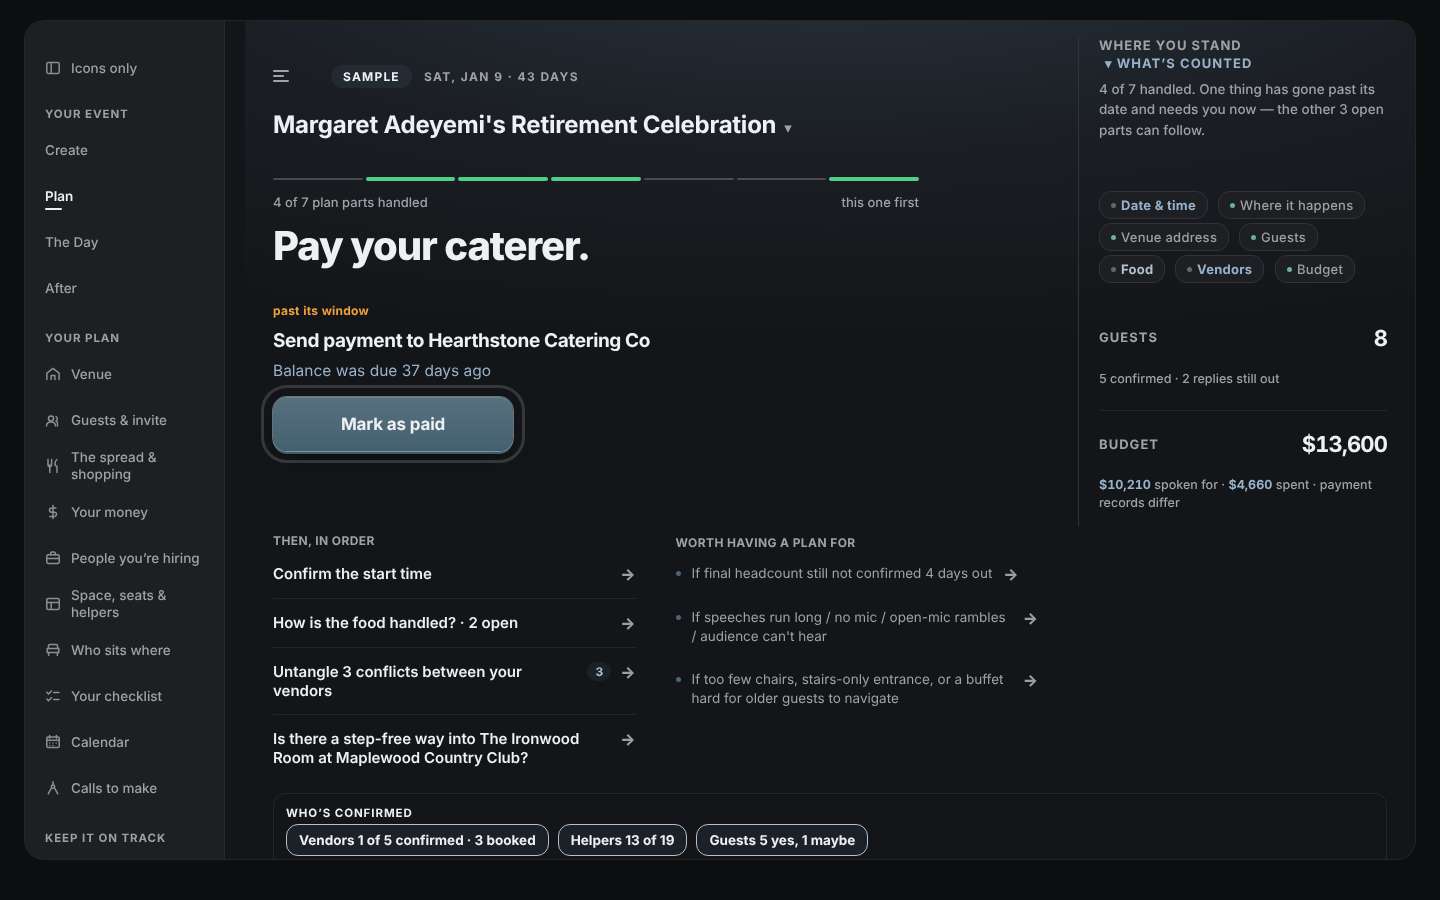 Icons only
YOUR EVENT
Create
Plan
The Day
After
YOUR PLAN
Venue
Guests & invite
The spread &
shopping
Your money
People you’re hiring
Space, seats &
helpers
Who sits where
Your checklist
Calendar
Calls to make
KEEP IT ON TRACK
SAMPLE SAT, JAN 9 · 43 DAYS
Margaret Adeyemi's Retirement Celebration ▾
4 of 7 plan parts handled
this one first
Pay your caterer.
past its window
Send payment to Hearthstone Catering Co
Balance was due 37 days ago
Mark as paid
THEN, IN ORDER
Confirm the start time →
How is the food handled? · 2 open →
Untangle 3 conflicts between your
vendors
3 →
Is there a step-free way into The Ironwood
Room at Maplewood Country Club?
→
WORTH HAVING A PLAN FOR
• If final headcount still not confirmed 4 days out →
• If speeches run long / no mic / open-mic rambles
/ audience can't hear
→
• If too few chairs, stairs-only entrance, or a buffet
hard for older guests to navigate
→
WHO’S CONFIRMED
Vendors 1 of 5 confirmed · 3 booked
Helpers 13 of 19
Guests 5 yes, 1 maybe
WHERE YOU STAND
▾ WHAT’S COUNTED
4 of 7 handled. One thing has gone past its
date and needs you now — the other 3 open
parts can follow.
Date & time
Where it happens
Venue address
Guests
Food
Vendors
Budget
GUESTS 8
5 confirmed · 2 replies still out
BUDGET $13,600
$10,210 spoken for · $4,660 spent · payment
records differ